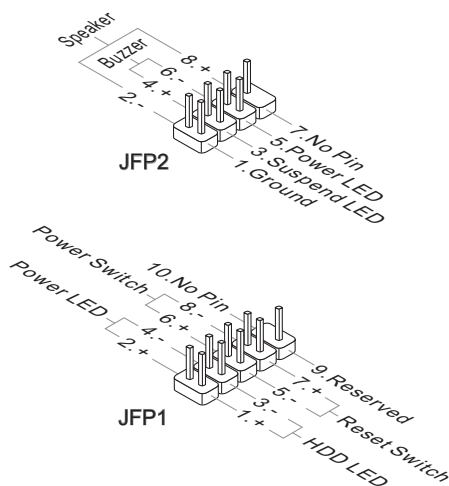 Speaker
Buzzer
8.+
6.-
4.+
2.-
7.No Pin
5.Power LED
3.Suspend LED
1.Ground
JFP2
Power Switch
Power LED
10.No Pin
8.-
6.+
4.-
2.+
9.Reserved
7.+
5.-
Reset Switch
3.-
1.+
HDD LED
JFP1